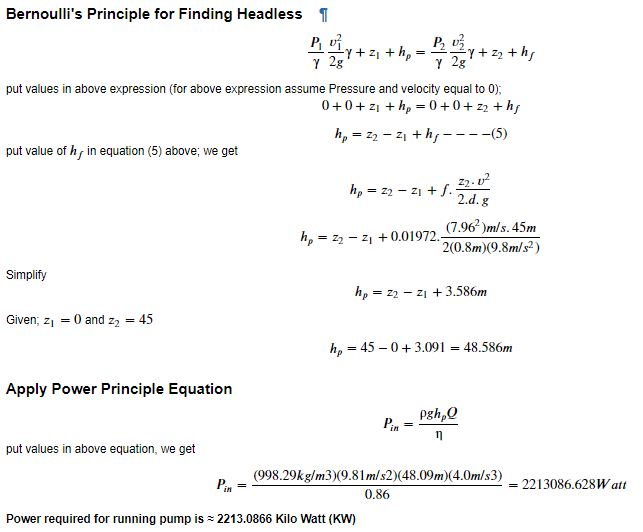 Bernoulli's Principle for Finding Headless ¶
P₁/γ v₁²/2g γ + z₁ + hₚ = P₂/γ v₂²/2g γ + z₂ + h_f
put values in above expression (for above expression assume Pressure and velocity equal to 0);
0 + 0 + z₁ + hₚ = 0 + 0 + z₂ + h_f
hₚ = z₂ − z₁ + h_f − − − −(5)
put value of h_f in equation (5) above; we get
hₚ = z₂ − z₁ + f. z₂. υ²/2.d. g
hₚ = z₂ − z₁ + 0.01972. (7.96²)m/s. 45m/2(0.8m)(9.8m/s²)
Simplify
hₚ = z₂ − z₁ + 3.586m
Given; z₁ = 0 and z₂ = 45
hₚ = 45 − 0 + 3.091 = 48.586m
Apply Power Principle Equation
Pᵢₙ = ρghₚQ/η
put values in above equation, we get
Pᵢₙ = (998.29kg/m3)(9.81m/s2)(48.09m)(4.0m/s3)/0.86 = 2213086.628Watt
Power required for running pump is ≈ 2213.0866 Kilo Watt (KW)